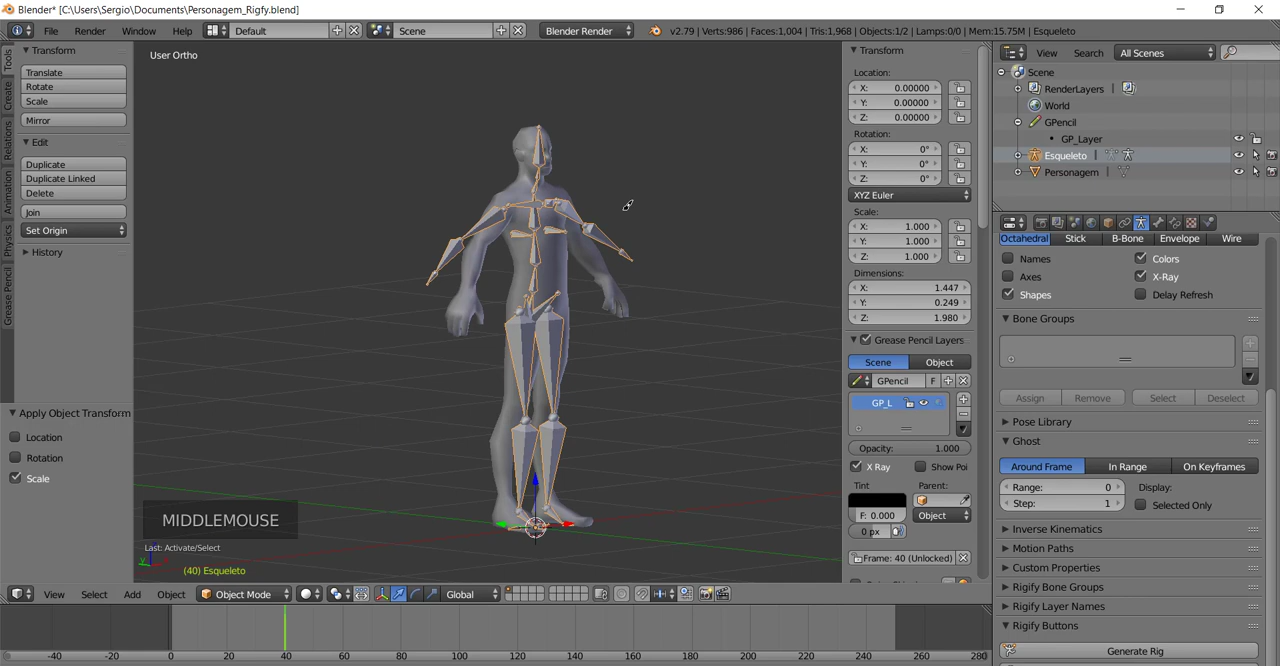 Blender* [C:\Users\Sergio\Documents\Personagem_Rigfy.blend]
File Render Window Help Default Scene Blender Render v2.79 | Verts:986 | Faces:1,004 | Tris:1,968 | Objects:1/2 | Lamps:0/0 | Mem:15.75M | Esqueleto
Tools
Create
Relations
Animation
Physics
Grease Pencil
Transform
Translate
Rotate
Scale
Mirror
Edit
Duplicate
Duplicate Linked
Delete
Join
Set Origin
History
Apply Object Transform
Location
Rotation
Scale
User Ortho
MIDDLEMOUSE
Last: Activate/Select
(40) Esqueleto
y
Transform
Location:
X: 0.00000
Y: 0.00000
Z: 0.00000
Rotation:
X: 0°
Y: 0°
Z: 0°
XYZ Euler
Scale:
X: 1.000
Y: 1.000
Z: 1.000
Dimensions:
X: 1.447
Y: 0.249
Z: 1.980
Grease Pencil Layers
Scene Object
GPencil F
GP_L
Opacity: 1.000
X Ray Show Poi
Tint Parent:
F: 0.000 Object
0 px
Frame: 40 (Unlocked)
View Search All Scenes
Scene
RenderLayers |
World
GPencil
GP_Layer
Esqueleto |
Personagem |
Octahedral Stick B-Bone Envelope Wire
Names Colors
Axes X-Ray
Shapes Delay Refresh
Bone Groups
Assign Remove Select Deselect
Pose Library
Ghost
Around Frame In Range On Keyframes
Range: 0 Display:
Step: 1 Selected Only
Inverse Kinematics
Motion Paths
Custom Properties
Rigify Bone Groups
Rigify Layer Names
Rigify Buttons
Generate Rig
View Select Add Object Object Mode Global
-40 -20 0 20 40 60 80 100 120 140 160 180 200 220 240 260 280